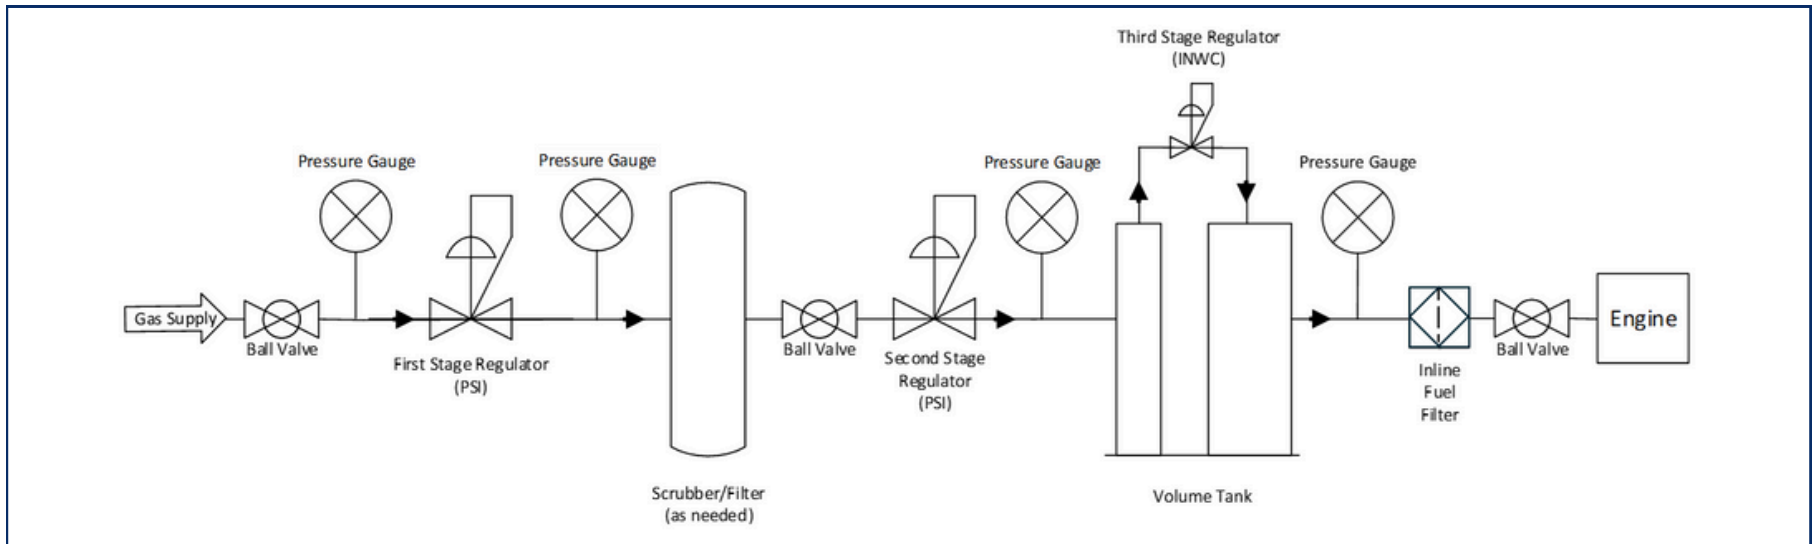 Third Stage Regulator
(INWC)
Pressure Gauge
Pressure Gauge
Pressure Gauge
Pressure Gauge
Gas Supply
Ball Valve
First Stage Regulator
(PSI)
Ball Valve
Second Stage
Regulator
(PSI)
Engine
Ball Valve
Inline
Fuel
Filter
Scrubber/Filter
(as needed)
Volume Tank